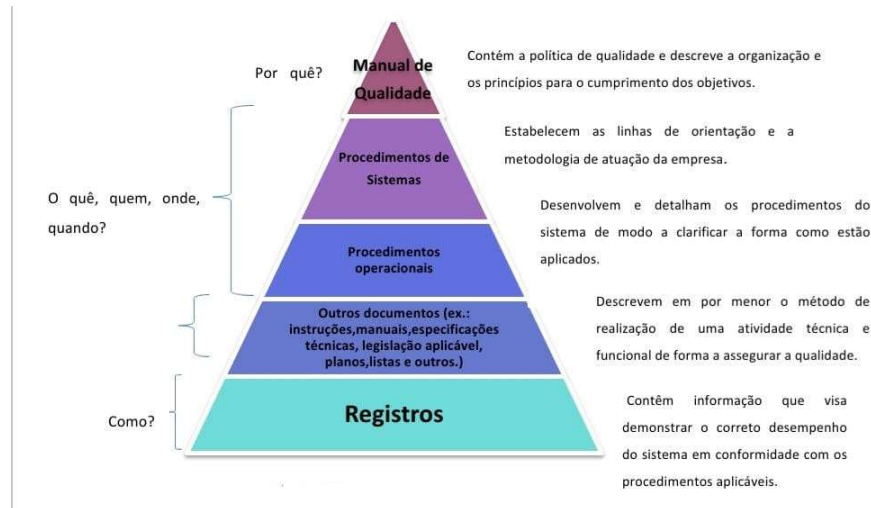 Por quê?
Manual de
Qualidade
Contém a política de qualidade e descreve a organização e
os princípios para o cumprimento dos objetivos.
O quê, quem, onde,
quando?
Procedimentos de
Sistemas
Estabelecem as linhas de orientação e a
metodologia de atuação da empresa.
Procedimentos
operacionais
Desenvolvem e detalham os procedimentos do
sistema de modo a clarificar a forma como estão
aplicados.
Outros documentos (ex.:
instruções,manuais,especificações
técnicas, legislação aplicável,
planos,listas e outros.)
Descrevem em por menor o método de
realização de uma atividade técnica e
funcional de forma a assegurar a qualidade.
Como?
Registros
Contêm informação que visa
demonstrar o correto desempenho
do sistema em conformidade com os
procedimentos aplicáveis.